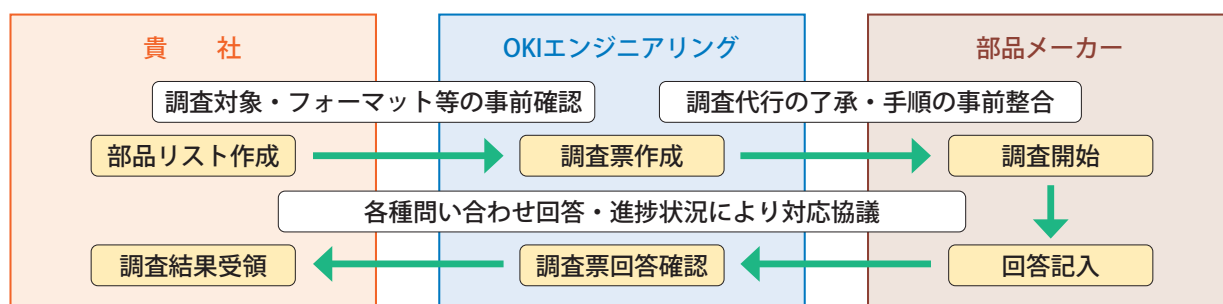 貴　　社
OKIエンジニアリング
部品メーカー
調査対象・フォーマット等の事前確認
調査代行の了承・手順の事前整合
部品リスト作成
調査票作成
調査開始
各種問い合わせ回答・進捗状況により対応協議
調査結果受領
調査票回答確認
回答記入